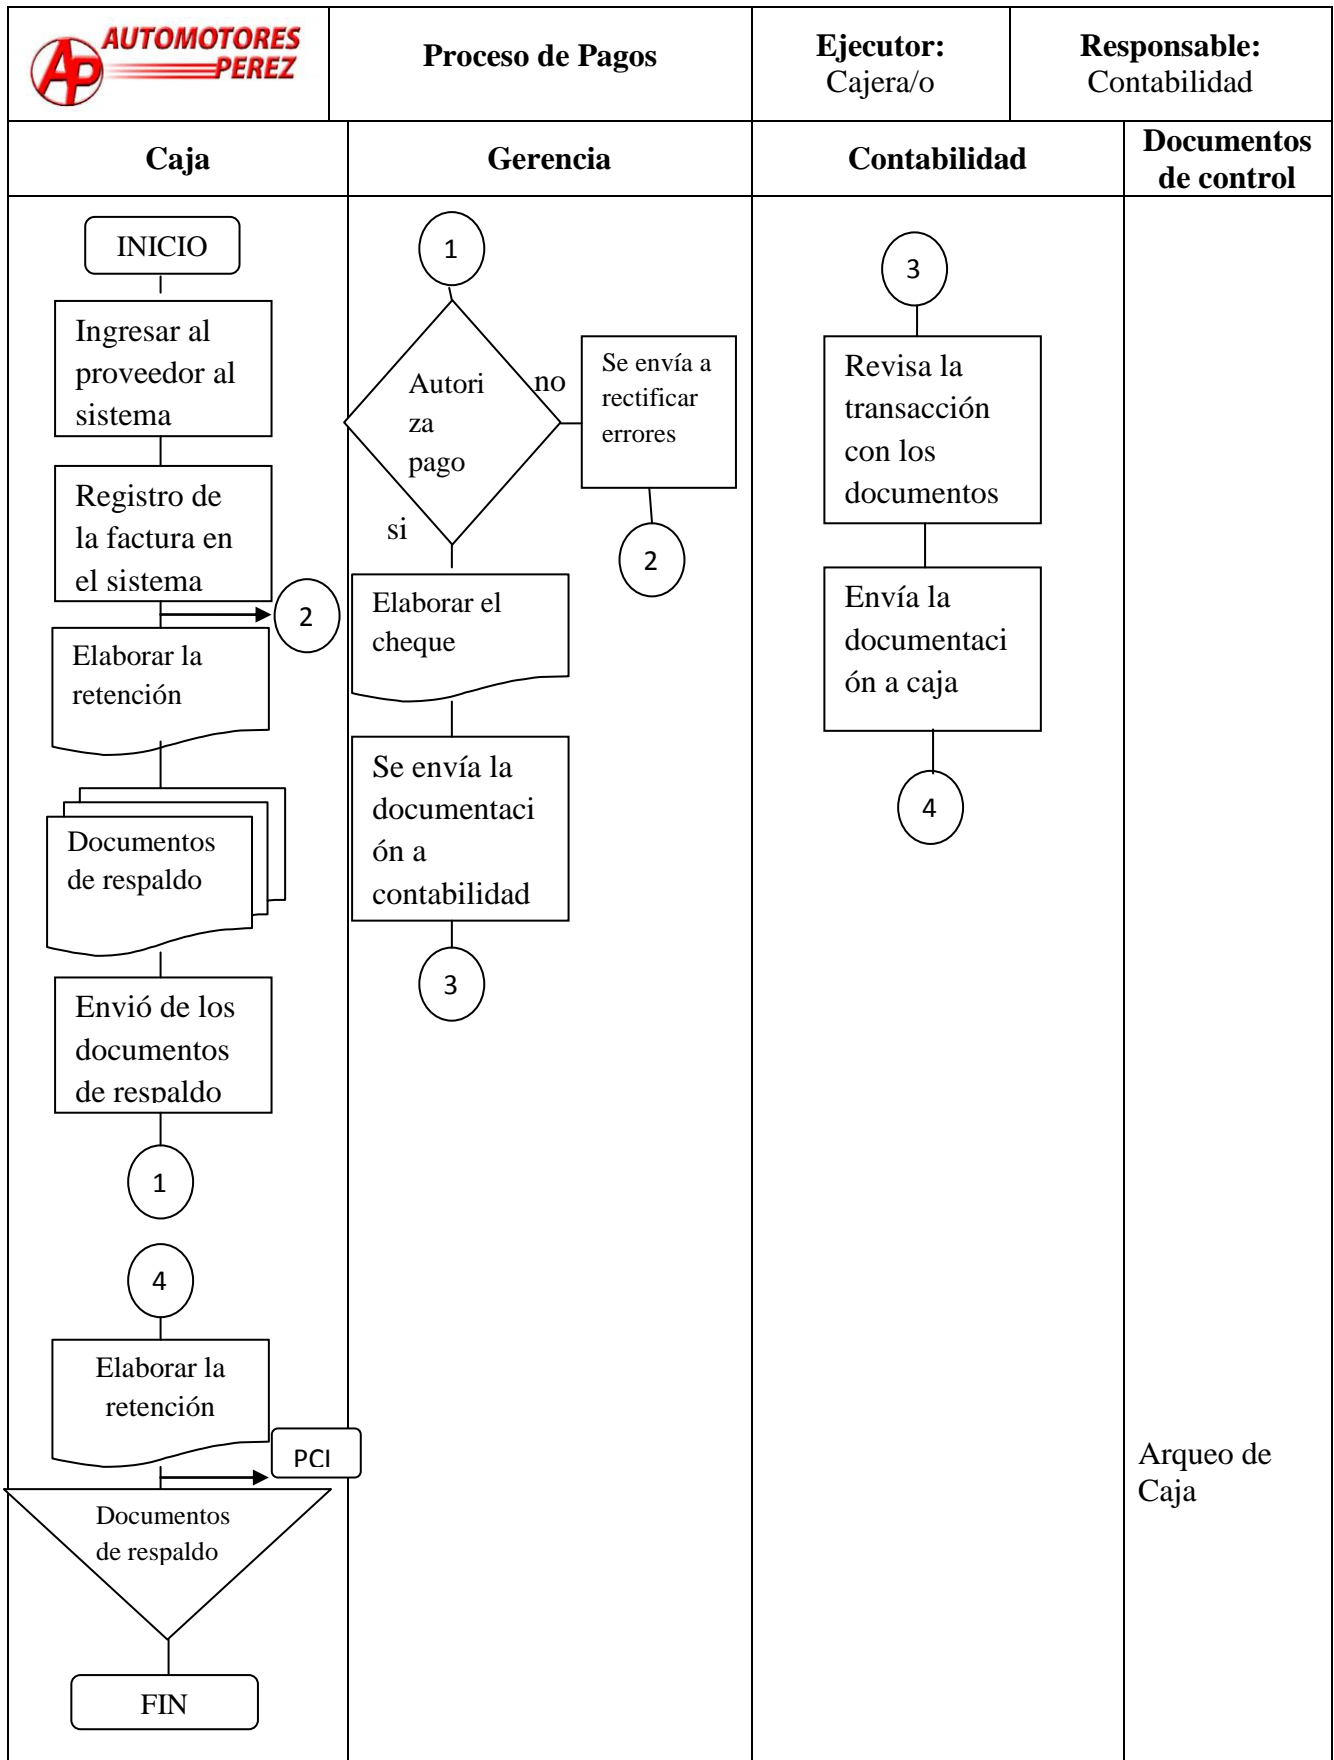 AUTOMOTORES
PEREZ
AP
Proceso de Pagos
Ejecutor:
Cajera/o
Responsable:
Contabilidad
Caja
Gerencia
Contabilidad
Documentos
de control
INICIO
Ingresar al
proveedor al
sistema
Registro de
la factura en
el sistema
2
Elaborar la
retención
Documentos
de respaldo
Envió de los
documentos
de respaldo
1
4
Elaborar la
retención
PCI
Documentos
de respaldo
FIN
1
Autori
za
pago
no
si
Se envía a
rectificar
errores
2
Elaborar el
cheque
Se envía la
documentaci
ón a
contabilidad
3
3
Revisa la
transacción
con los
documentos
Envía la
documentaci
ón a caja
4
Arqueo de
Caja